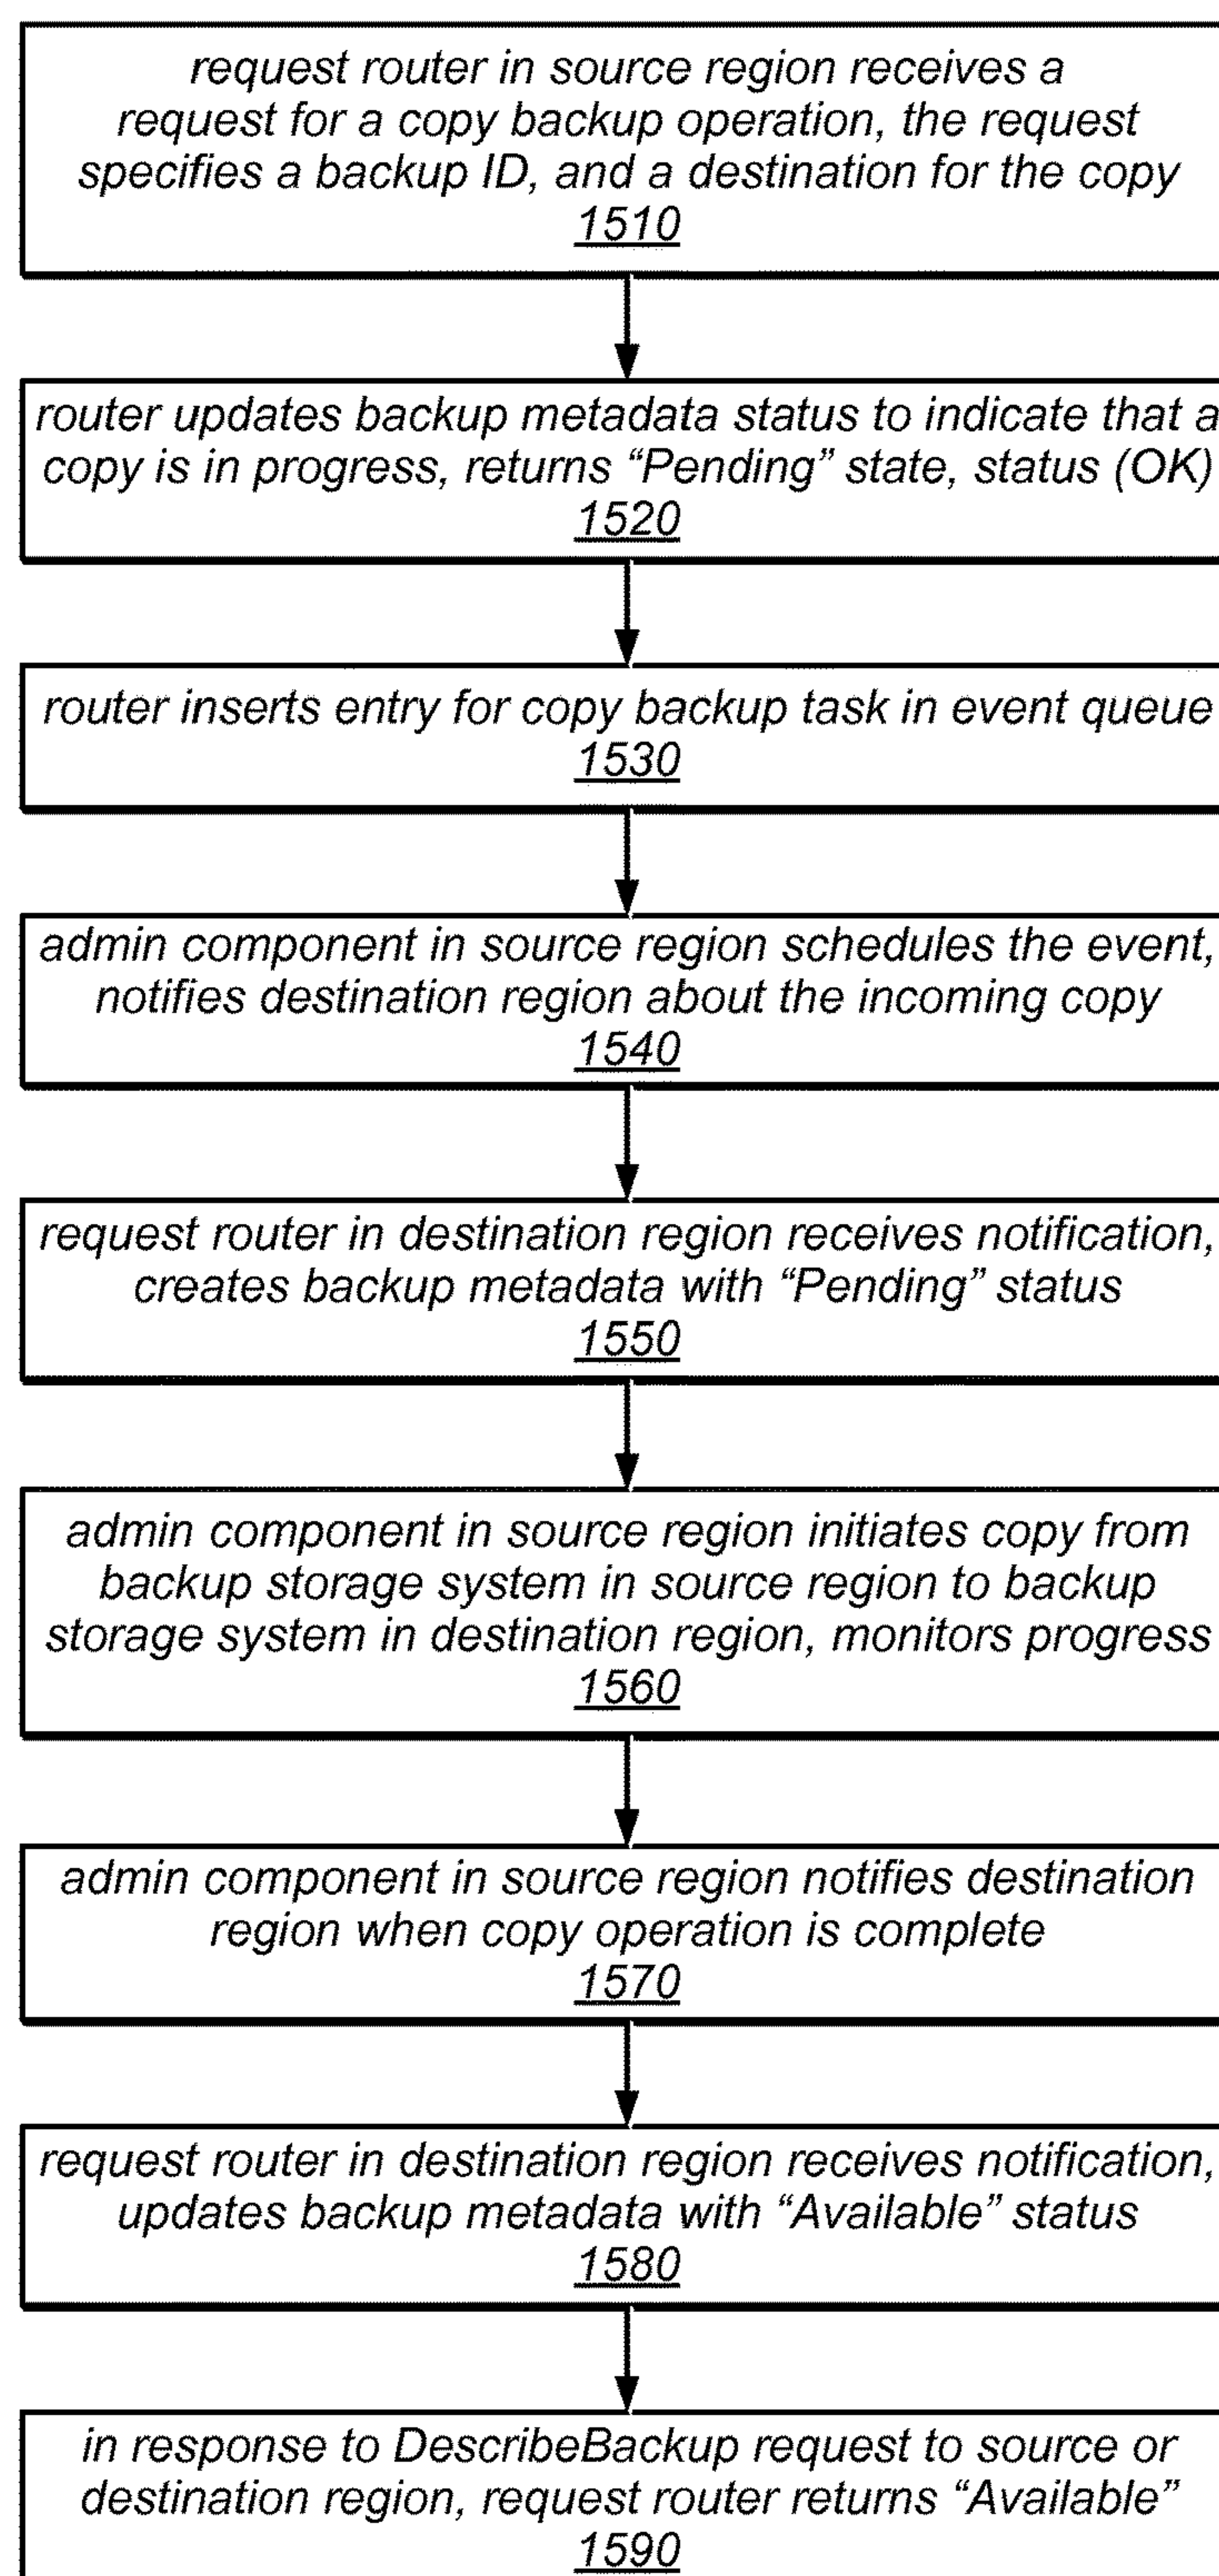 request router in source region receives a
request for a copy backup operation, the request
specifies a backup ID, and a destination for the copy
1510
router updates backup metadata status to indicate that a
copy is in progress, returns “Pending” state, status (OK)
1520
router inserts entry for copy backup task in event queue
1530
admin component in source region schedules the event,
notifies destination region about the incoming copy
1540
request router in destination region receives notification,
creates backup metadata with “Pending” status
1550
admin component in source region initiates copy from
backup storage system in source region to backup
storage system in destination region, monitors progress
1560
admin component in source region notifies destination
region when copy operation is complete
1570
request router in destination region receives notification,
updates backup metadata with “Available” status
1580
in response to DescribeBackup request to source or
destination region, request router returns “Available”
1590